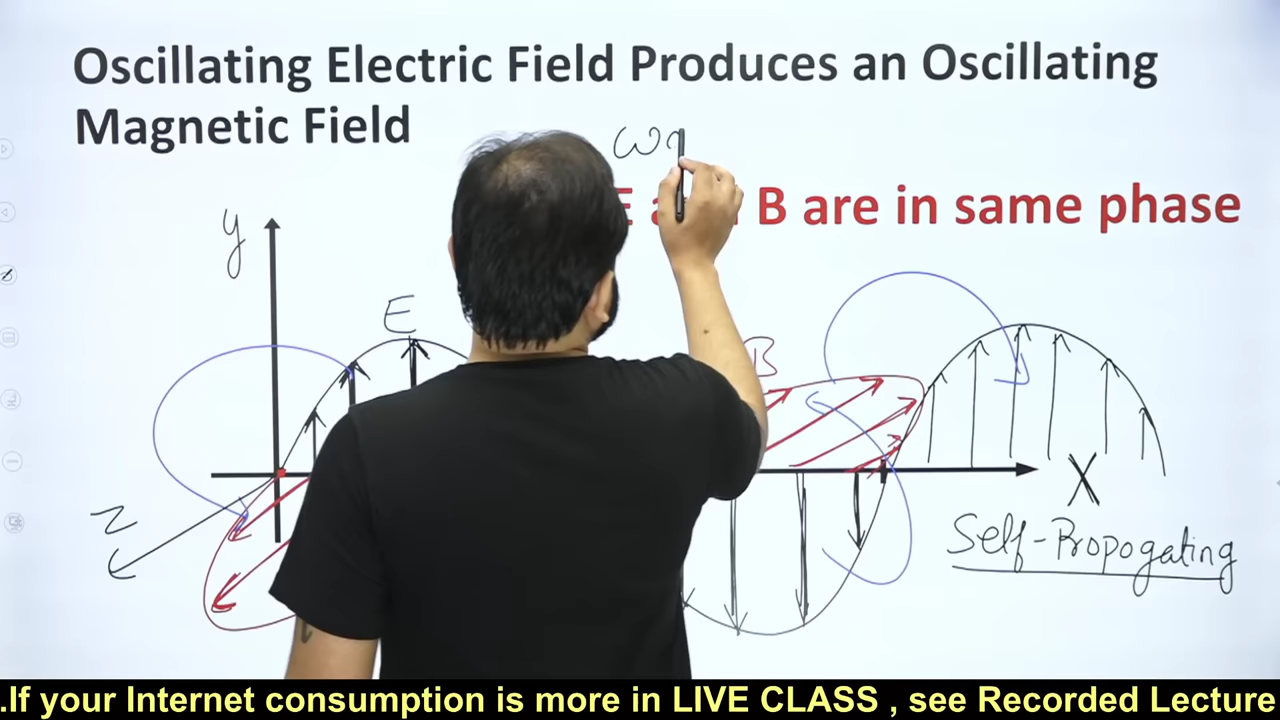 Oscillating Electric Field Produces an Oscillating
Magnetic Field
B are in same phase
y
E
B
Z
X
Self-Propogating
.If your Internet consumption is more in LIVE CLASS , see Recorded Lecture